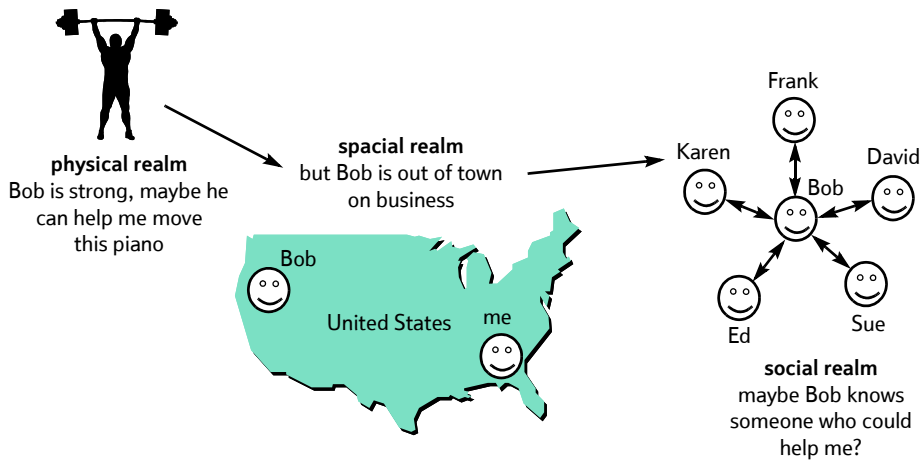 physical realm
Bob is strong, maybe he
can help me move
this piano
spacial realm
but Bob is out of town
on business
Bob
United States
me
Frank
Karen
David
Bob
Ed
Sue
social realm
maybe Bob knows
someone who could
help me?